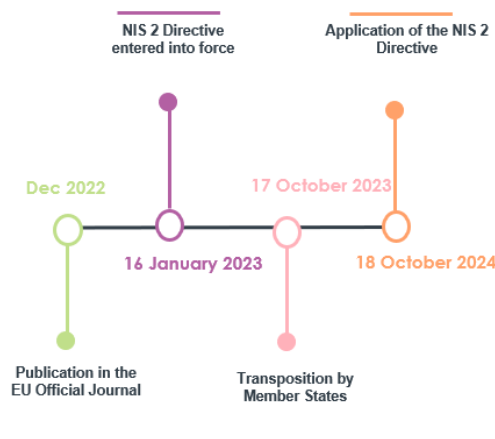 NIS 2 Directive
entered into force
Application of the NIS 2
Directive
Dec 2022
17 October 2023
16 January 2023
18 October 2024
Publication in the
EU Official Journal
Transposition by
Member States